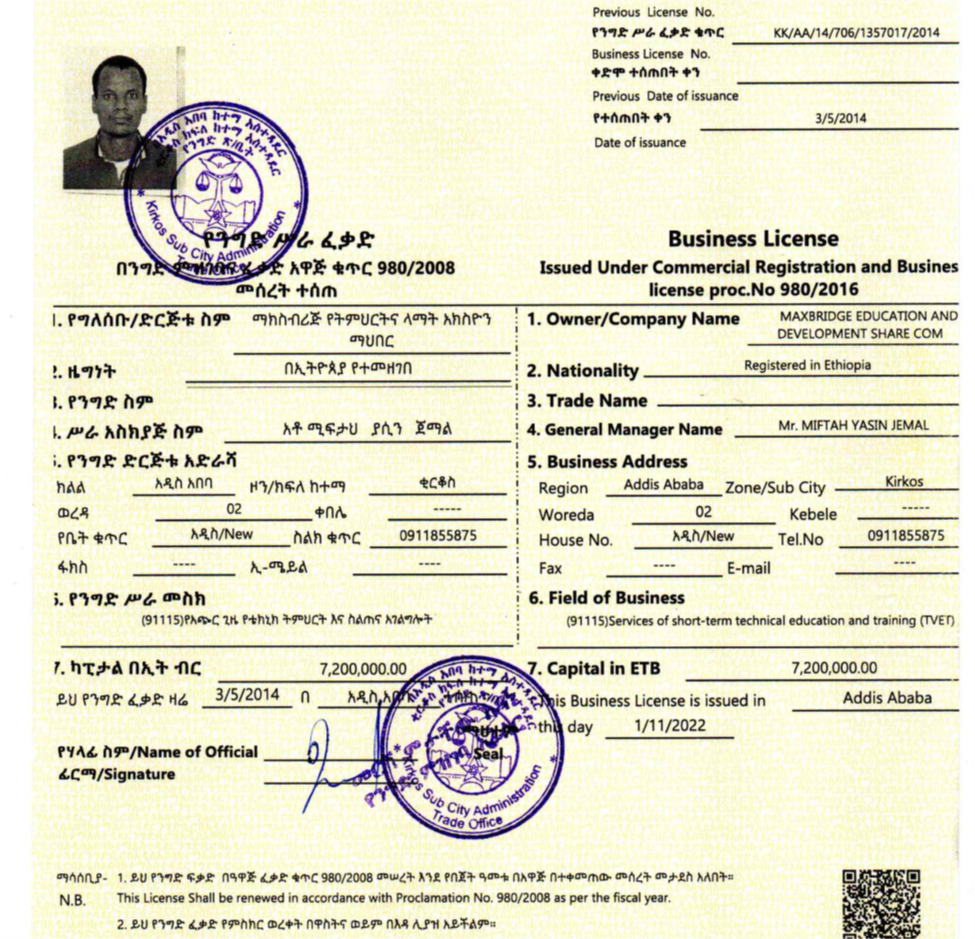 Previous License No.
የንግድ ሥራ ፈቃድ ቁጥር KK/AA/14/706/1357017/2014
Business License No.
ቀድሞ ተሰጠበት ቀን
Previous Date of issuance
የተሰጠበት ቀን 3/5/2014
Date of issuance
Kirkos Sub City Administration
የንግድ ሥራ ፈቃድ
Business License
በንግድ ምዝገባና ፈቃድ አዋጅ ቁጥር 980/2008
Issued Under Commercial Registration and Busines
መሰረት ተሰጠ
license proc.No 980/2016
1. የግለሰቡ/ድርጅቱ ስም ማክስብሪጅ የትምህርትና ላማት አክስዮን
ማህበር
1. Owner/Company Name MAXBRIDGE EDUCATION AND
DEVELOPMENT SHARE COM
. ዜግነት በኢትዮጵያ የተመዘገበ
2. Nationality Registered in Ethiopia
. የንግድ ስም
3. Trade Name
. ሥራ አስኪያጅ ስም አቶ ሚፍታህ ያሲን ጀማል
4. General Manager Name Mr. MIFTAH YASIN JEMAL
. የንግድ ድርጅቱ አድራሻ
5. Business Address
ክልል አዲስ አበባ ዞን/ክፍለ ከተማ ቂርቆስ
Region Addis Ababa Zone/Sub City Kirkos
ወረዳ 02 ቀበሌ -----
Woreda 02 Kebele -----
የቤት ቁጥር አዲስ/New ስልክ ቁጥር 0911855875
House No. አዲስ/New Tel.No 0911855875
ፋክስ ---- ኢ-ሜይል ----
Fax ---- E-mail ----
. የንግድ ሥራ መስክ
6. Field of Business
(91115)የአጭር ጊዜ የቴክኒክ ትምህርት እና ስልጠና አገልግሎት
(91115)Services of short-term technical education and training (TVET)
7. ካፒታል በኢት ብር 7,200,000.00
7. Capital in ETB 7,200,000.00
ይህ የንግድ ፈቃድ ዛሬ 3/5/2014 በ አዲስ አበባ
This Business License is issued in Addis Ababa
this day 1/11/2022
የሃላፊ ስም/Name of Official
ፊርማ/Signature
Seal
Kirkos Sub City Administration
Trade Office
ማሳሰቢያ- 1. ይህ የንግድ ፍቃድ በዓዋጅ ፈቃድ ቁጥር 980/2008 መሠረት እንደ የበጀት ዓመቱ በአዋጅ በተቀመጠው መሰረት መታደስ አለበት።
N.B. This License Shall be renewed in accordance with Proclamation No. 980/2008 as per the fiscal year.
2. ይህ የንግድ ፈቃድ የምስክር ወረቀት በዋስትና ወይም በእዳ ሊያዝ አይችልም።